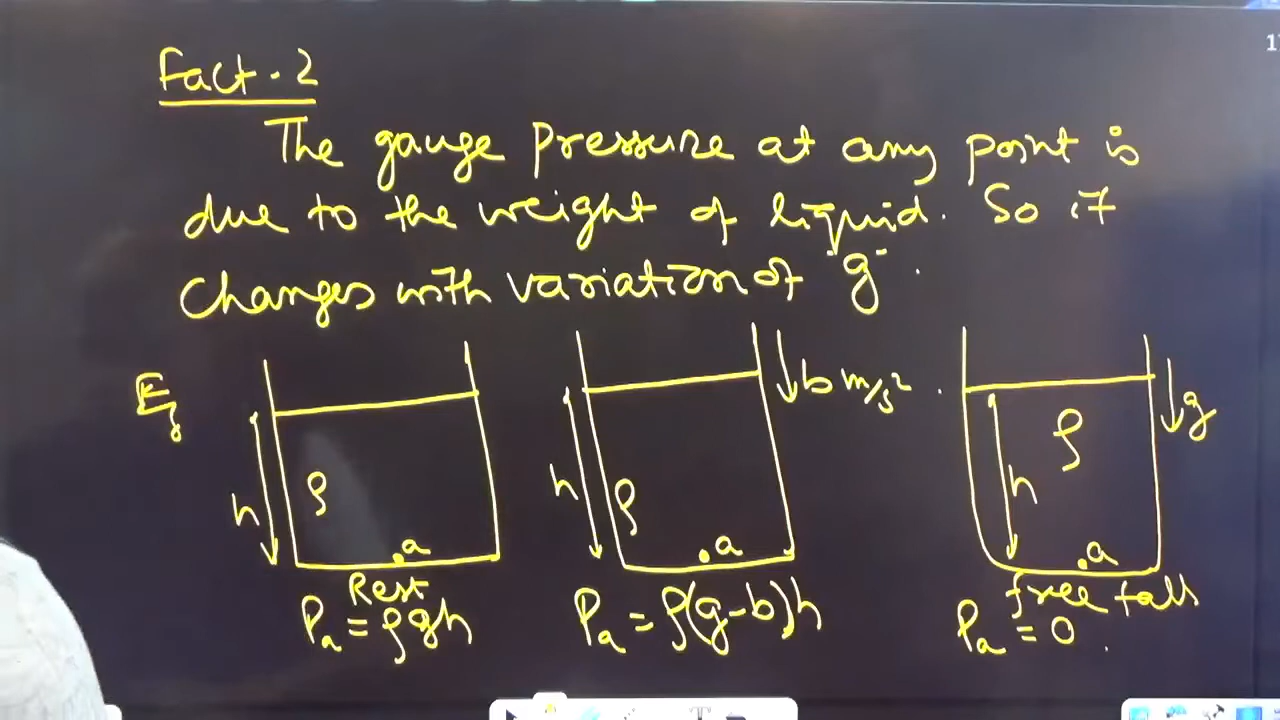 Fact. 2
The gauge pressure at any point is
due to the weight of liquid. So it
changes with variation of "g".
Eg
h ρ a
Rest
Pa = ρgh
h ρ a ↓ b m/s².
Pa = ρ(g-b)h
h ρ a ↓ g
free fall
Pa = 0.